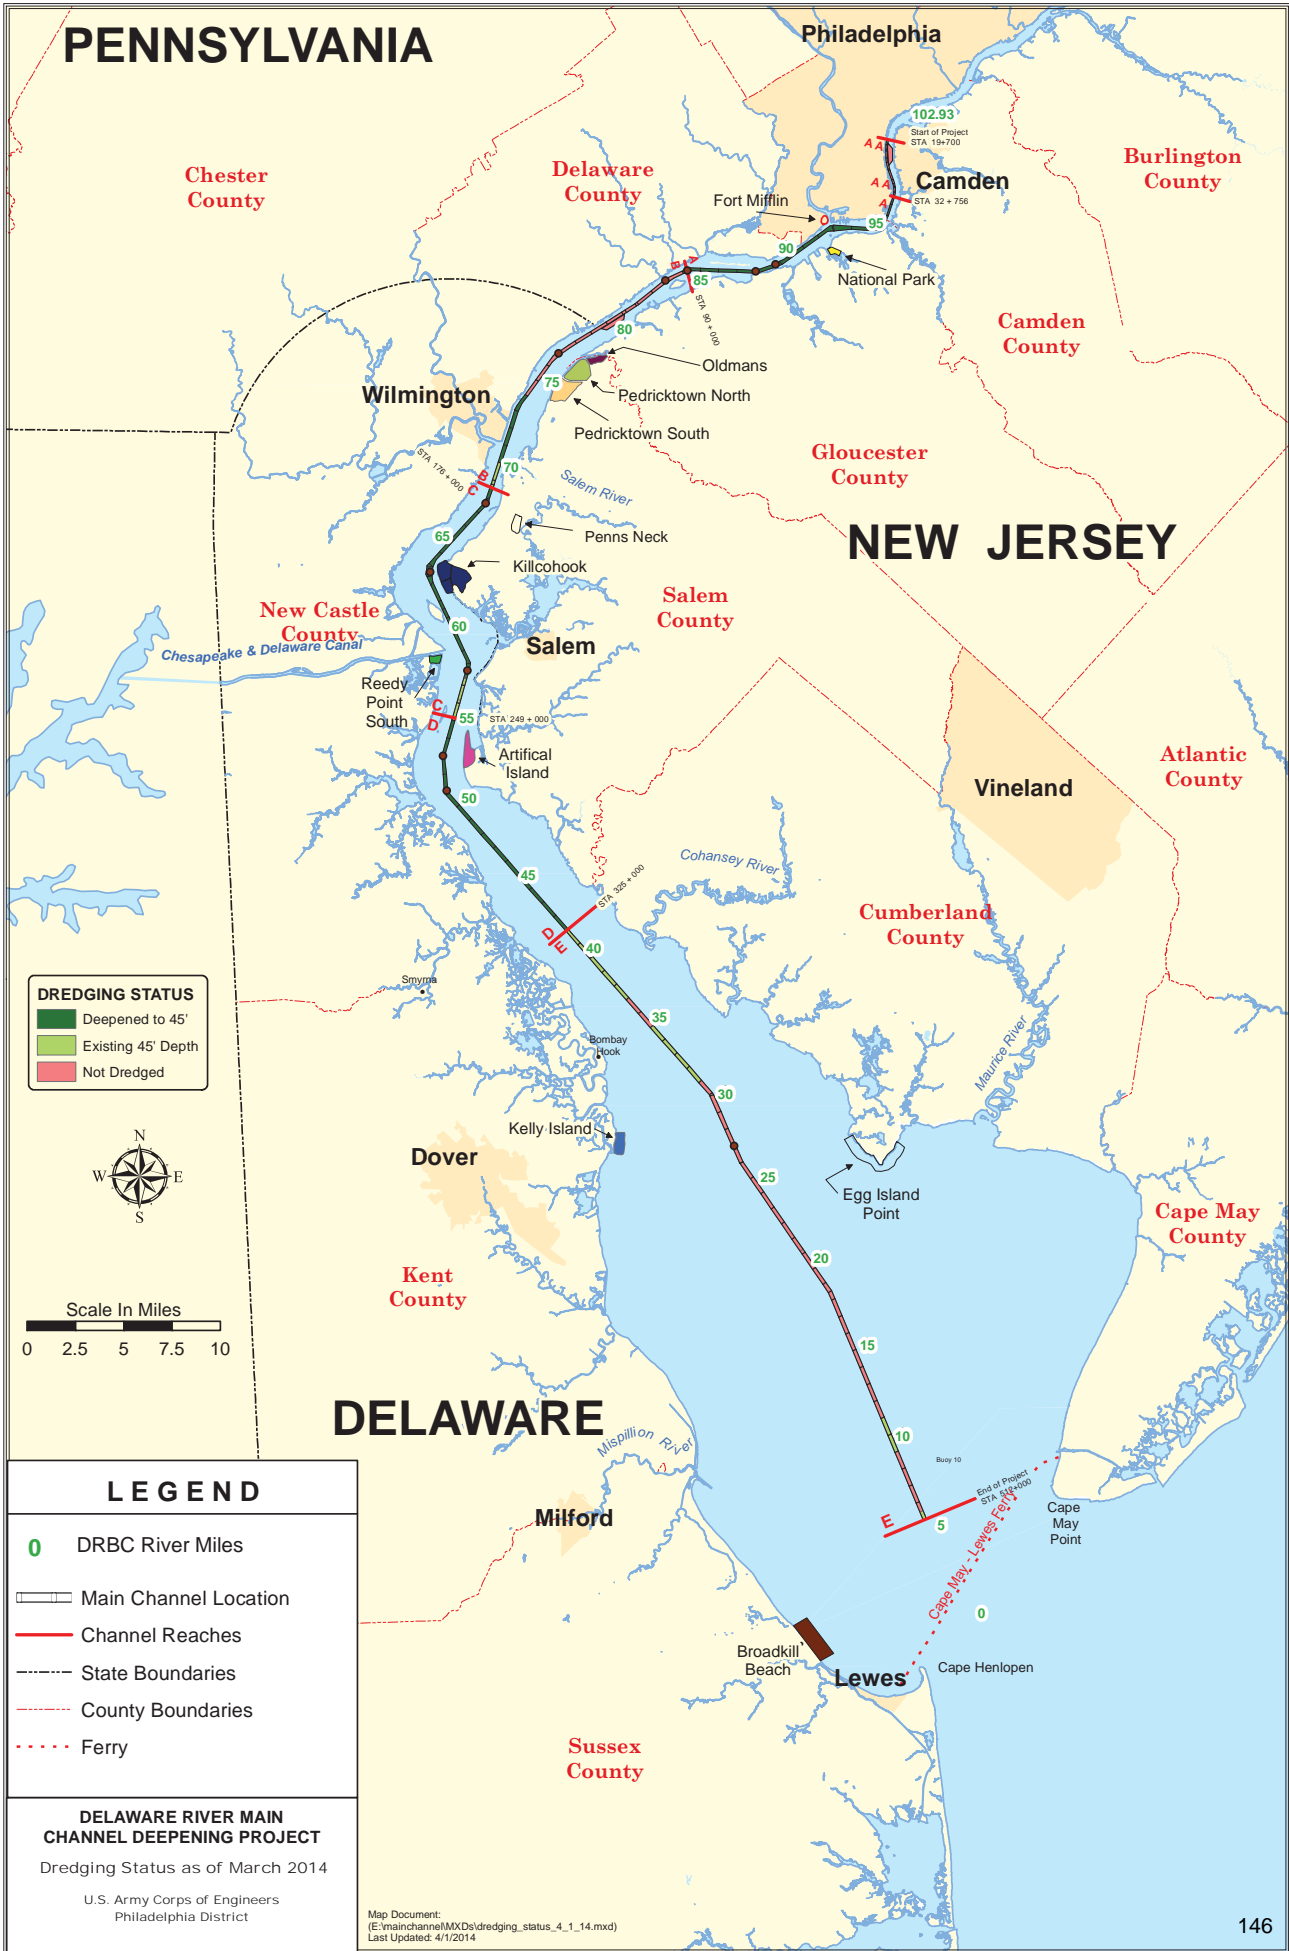 PENNSYLVANIA
Philadelphia
102.93
Start of Project
STA 19+700
A A
Chester
County
Delaware
County
Burlington
County
Fort Mifflin
A A
Camden
A
STA 32 + 756
O
95
90
National Park
A
B
85
STA 90 + 000
Camden
County
80
Oldmans
75
Pedricktown North
Wilmington
Pedricktown South
Gloucester
County
STA 176 + 000
70
B
C
Salem River
65
Penns Neck
NEW JERSEY
Killcohook
New Castle
County
Salem
County
60
Chesapeake & Delaware Canal
Salem
Reedy
Point
South
C
D
55
STA 249 + 000
Artifical
Island
Atlantic
County
Vineland
50
Cohansey River
45
STA 325 + 000
Cumberland
County
D
E
40
Smyrna
DREDGING STATUS
Deepened to 45'
Existing 45' Depth
Not Dredged
35
Bombay
Hook
Maurice River
30
Kelly Island
N
W E
S
Dover
25
Egg Island
Point
Cape May
County
20
Kent
County
Scale In Miles
0 2.5 5 7.5 10
15
DELAWARE
Mispillion River
10
Buoy 10
End of Project
STA 512+000
LEGEND
0 DRBC River Miles
Main Channel Location
Channel Reaches
State Boundaries
County Boundaries
Ferry
Milford
E
5
Cape
May
Point
Cape May - Lewes Ferry
0
Broadkill
Beach
Lewes
Cape Henlopen
Sussex
County
DELAWARE RIVER MAIN
CHANNEL DEEPENING PROJECT
Dredging Status as of March 2014
U.S. Army Corps of Engineers
Philadelphia District
Map Document:
(E:\mainchannel\MXDs\dredging_status_4_1_14.mxd)
Last Updated: 4/1/2014
146